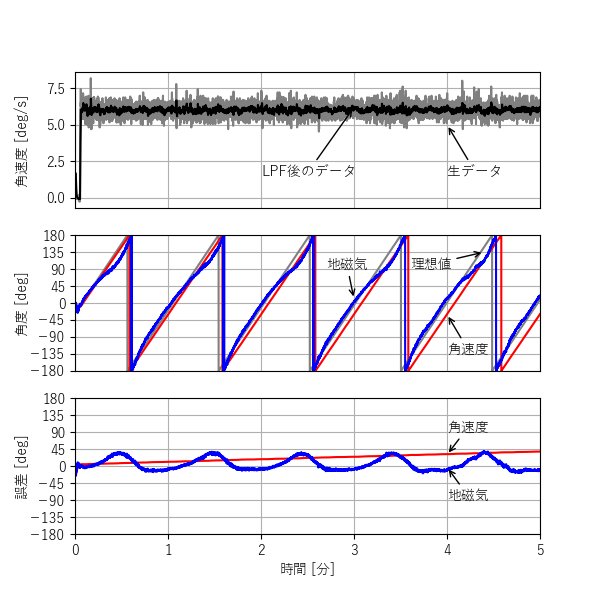 7.5
5.0
2.5
0.0
角速度 [deg/s]
LPF後のデータ
生データ
180
135
90
45
0
−45
−90
−135
−180
角度 [deg]
地磁気
理想値
角速度
180
135
90
45
0
−45
−90
−135
−180
誤差 [deg]
角速度
地磁気
0 1 2 3 4 5
時間 [分]